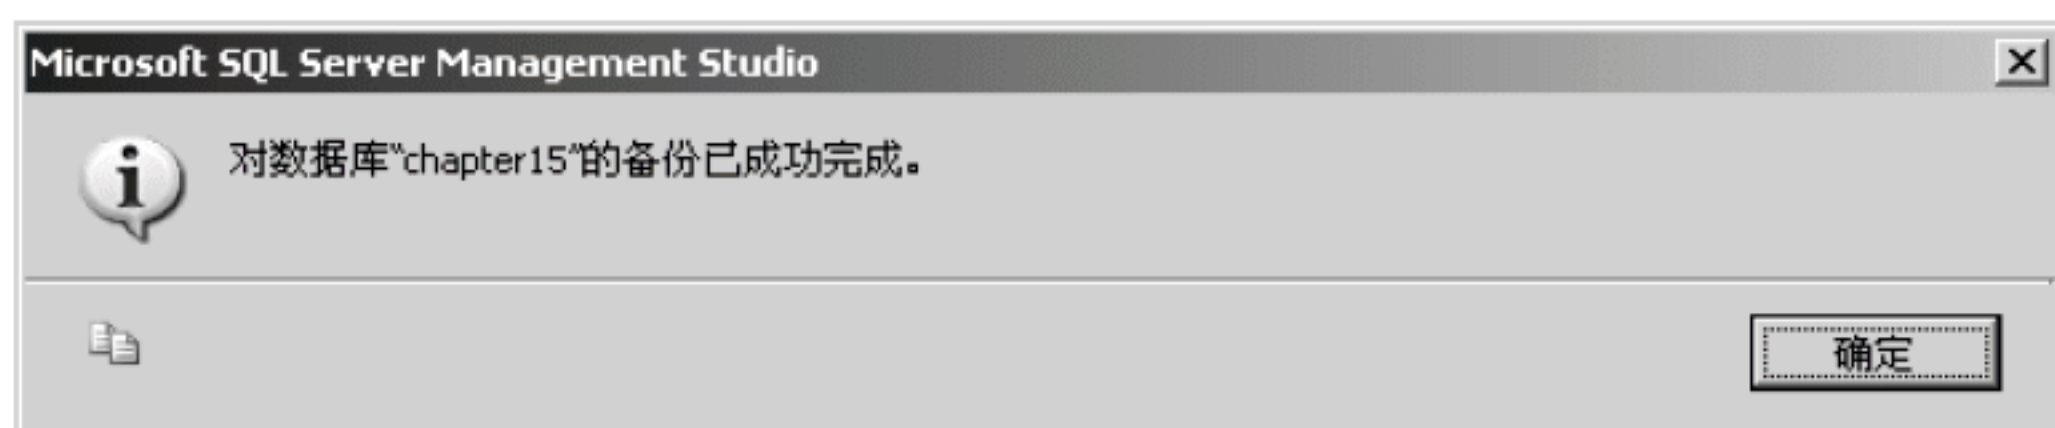 Microsoft SQL Server Management Studio
对数据库“chapter15”的备份已成功完成。
确定